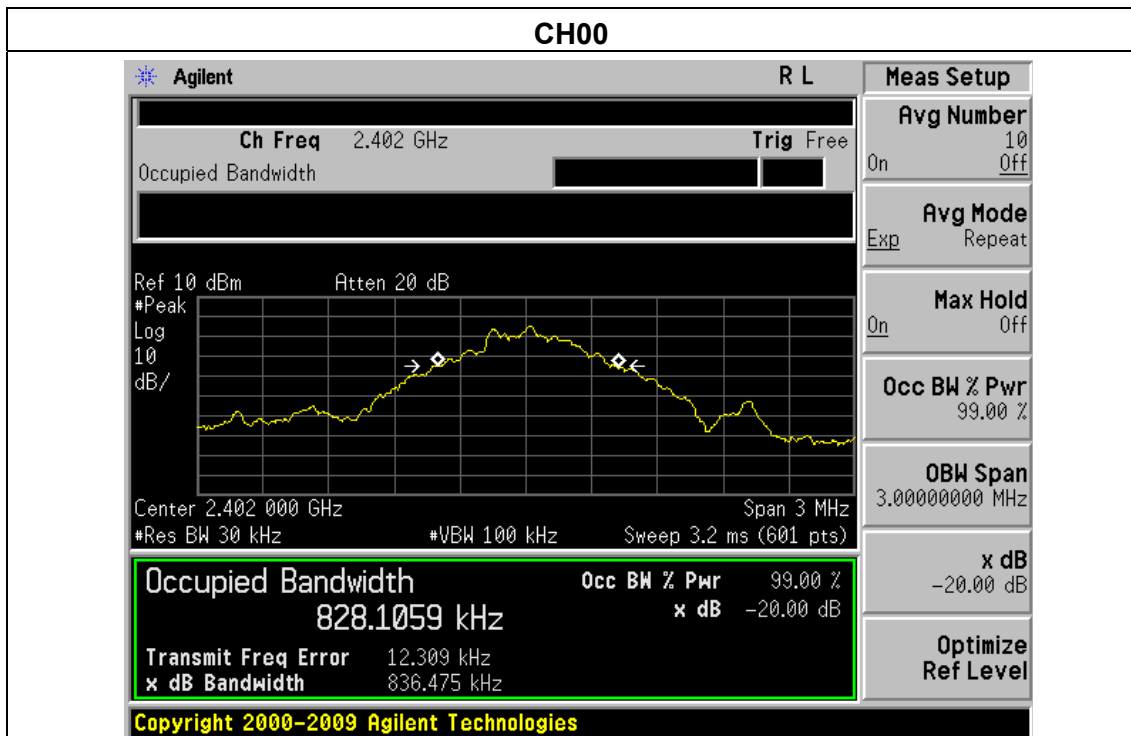 CH00
Agilent R L
Ch Freq 2.402 GHz Trig Free
Occupied Bandwidth
Ref 10 dBm Atten 20 dB
#Peak
Log
10
dB/
Center 2.402 000 GHz Span 3 MHz
#Res BW 30 kHz #VBW 100 kHz Sweep 3.2 ms (601 pts)
Occupied Bandwidth Occ BW % Pwr 99.00 %
828.1059 kHz x dB -20.00 dB
Transmit Freq Error 12.309 kHz
x dB Bandwidth 836.475 kHz
Copyright 2000-2009 Agilent Technologies
Meas Setup
Avg Number
10
On Off
Avg Mode
Exp Repeat
Max Hold
On Off
Occ BW % Pwr
99.00 %
OBW Span
3.00000000 MHz
x dB
-20.00 dB
Optimize
Ref Level